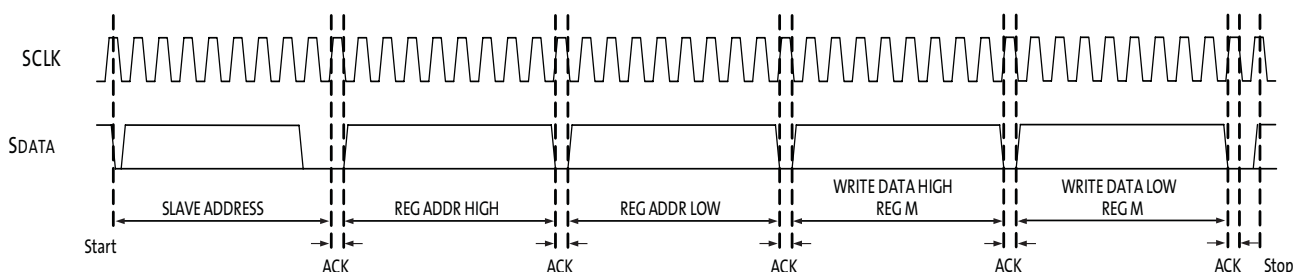 SCLK
SDATA
SLAVE ADDRESS
REG ADDR HIGH
REG ADDR LOW
WRITE DATA HIGH
REG M
WRITE DATA LOW
REG M
Start
ACK
ACK
ACK
ACK
ACK
Stop